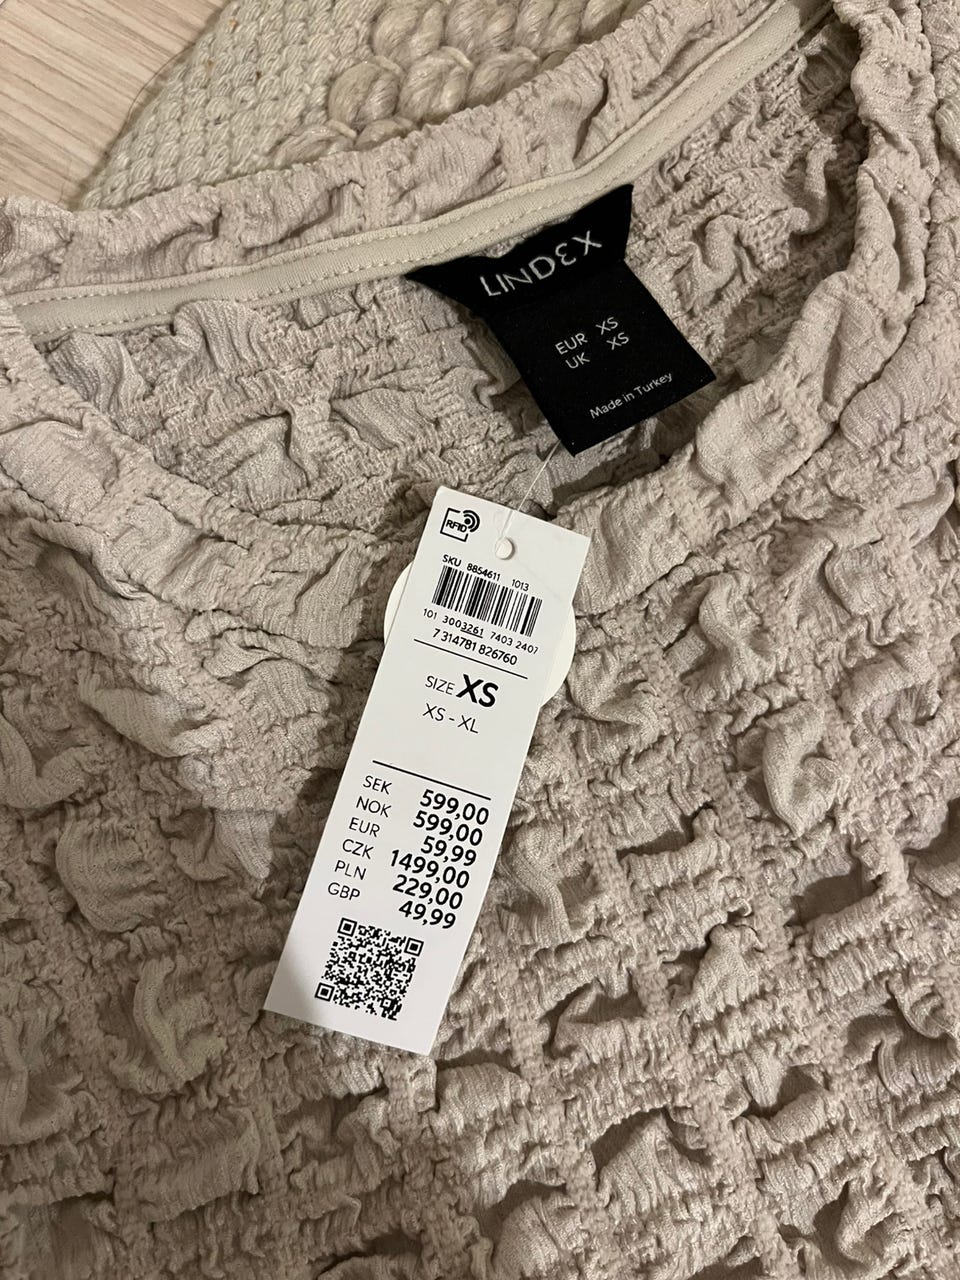 LINDEX
EUR XS
UK XS
Made in Turkey
RFID
SKU 8854611 1013
101 3003261 7403 2407
7 314781 826760
SIZE XS
XS - XL
SEK 599,00
NOK 599,00
EUR 59,99
CZK 1499,00
PLN 229,00
GBP 49,99